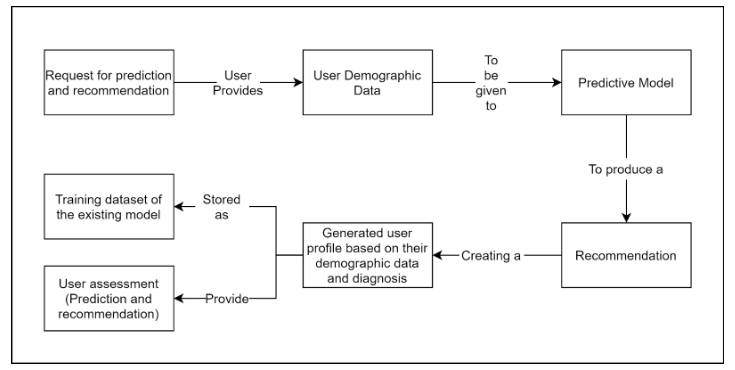 Request for prediction
and recommendation
User
Provides
User Demographic
Data
To
be
given
to
Predictive Model
To produce a
Recommendation
Creating a
Generated user
profile based on their
demographic data
and diagnosis
Stored
as
Training dataset of
the existing model
Provide
User assessment
(Prediction and
recommendation)